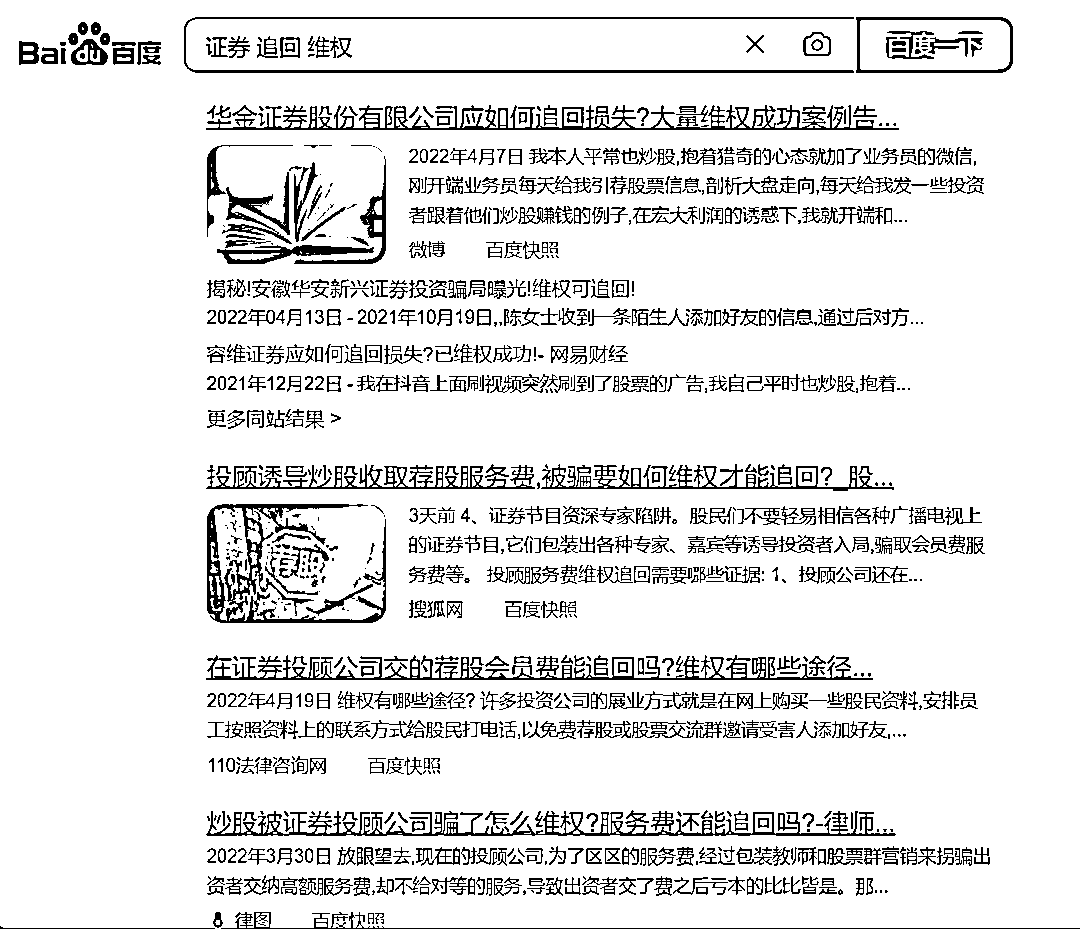 Bai du 百度
证券 追回 维权
百度一下
华金证券股份有限公司应如何追回损失?大量维权成功案例告...
2022年4月7日 我本人平常也炒股,抱着猎奇的心态就加了业务员的微信,
刚开端业务员每天给我引荐股票信息,剖析大盘走向,每天给我发一些投资
者跟着他们炒股赚钱的例子,在宏大利润的诱惑下,我就开端和...
微博 百度快照
揭秘!安徽华安新兴证券投资骗局曝光!维权可追回!
2022年04月13日 - 2021年10月19日,,陈女士收到一条陌生人添加好友的信息,通过后对方...
容维证券应如何追回损失?已维权成功!- 网易财经
2021年12月22日 - 我在抖音上面刷视频突然刷到了股票的广告,我自己平时也炒股,抱着...
更多同站结果 >
投顾诱导炒股收取荐股服务费,被骗要如何维权才能追回?_股...
3天前 4、证券节目资深专家陷阱。股民们不要轻易相信各种广播电视上
的证券节目,它们包装出各种专家、嘉宾等诱导投资者入局,骗取会员费服
务费等。 投顾服务费维权追回需要哪些证据: 1、投顾公司还在...
搜狐网 百度快照
在证券投顾公司交的荐股会员费能追回吗?维权有哪些途径...
2022年4月19日 维权有哪些途径? 许多投资公司的展业方式就是在网上购买一些股民资料,安排员
工按照资料上的联系方式给股民打电话,以免费荐股或股票交流群邀请受害人添加好友,...
110法律咨询网 百度快照
炒股被证券投顾公司骗了怎么维权?服务费还能追回吗?-律师...
2022年3月30日 放眼望去,现在的投顾公司,为了区区的服务费,经过包装教师和股票群营销来拐骗出
资者交纳高额服务费,却不给对等的服务,导致出资者交了费之后亏本的比比皆是。那...
律图 百度快照